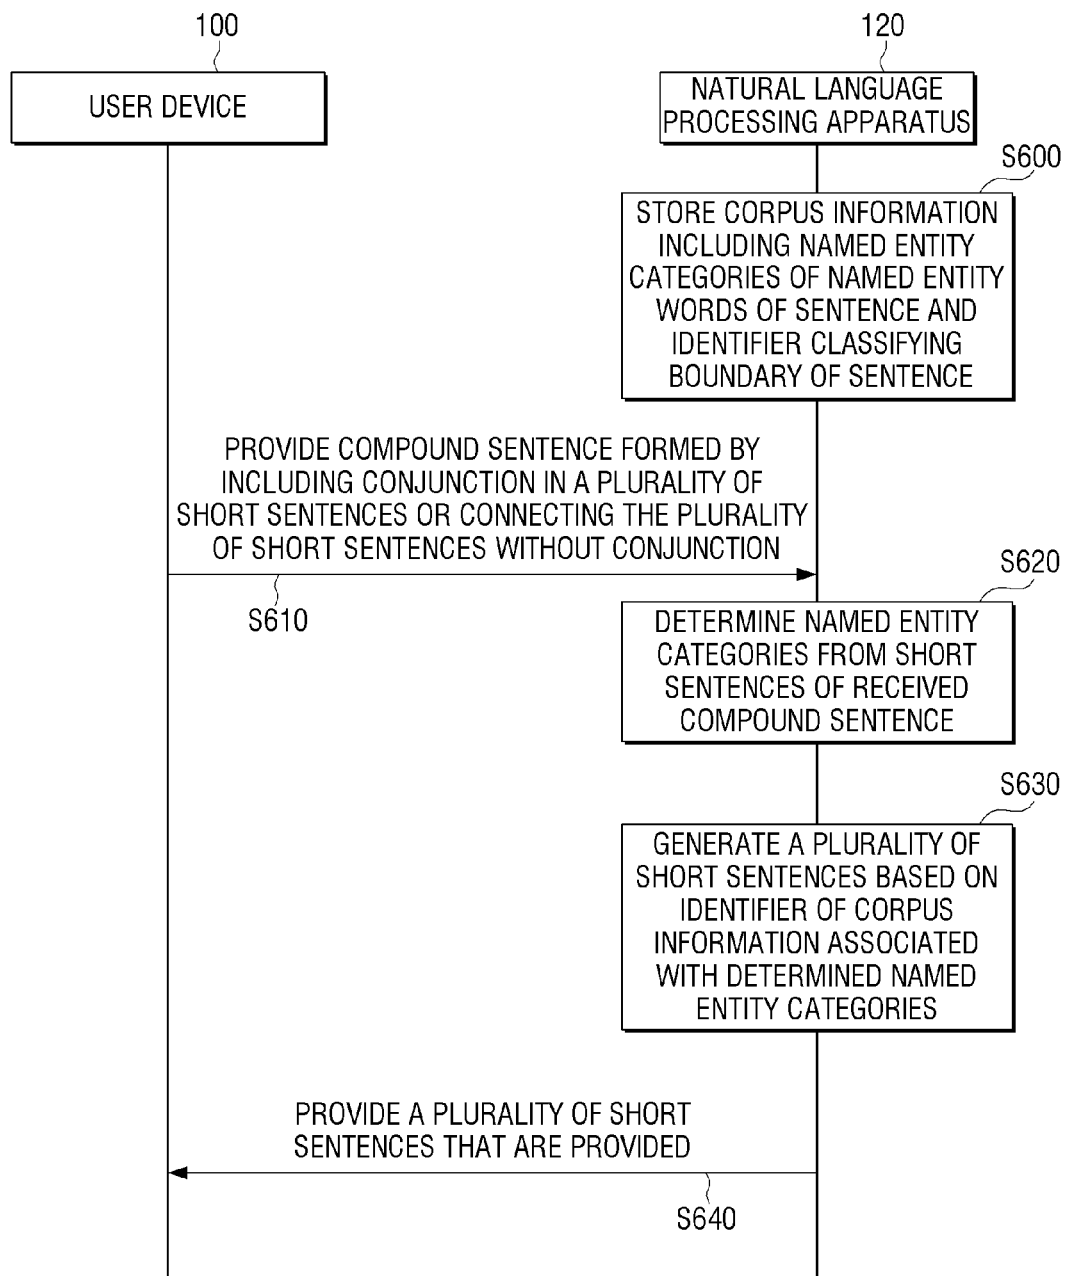 100
USER DEVICE
120
NATURAL LANGUAGE
PROCESSING APPARATUS
S600
STORE CORPUS INFORMATION
INCLUDING NAMED ENTITY
CATEGORIES OF NAMED ENTITY
WORDS OF SENTENCE AND
IDENTIFIER CLASSIFYING
BOUNDARY OF SENTENCE
PROVIDE COMPOUND SENTENCE FORMED BY
INCLUDING CONJUNCTION IN A PLURALITY OF
SHORT SENTENCES OR CONNECTING THE PLURALITY
OF SHORT SENTENCES WITHOUT CONJUNCTION
S610
S620
DETERMINE NAMED ENTITY
CATEGORIES FROM SHORT
SENTENCES OF RECEIVED
COMPOUND SENTENCE
S630
GENERATE A PLURALITY OF
SHORT SENTENCES BASED ON
IDENTIFIER OF CORPUS
INFORMATION ASSOCIATED
WITH DETERMINED NAMED
ENTITY CATEGORIES
PROVIDE A PLURALITY OF SHORT
SENTENCES THAT ARE PROVIDED
S640